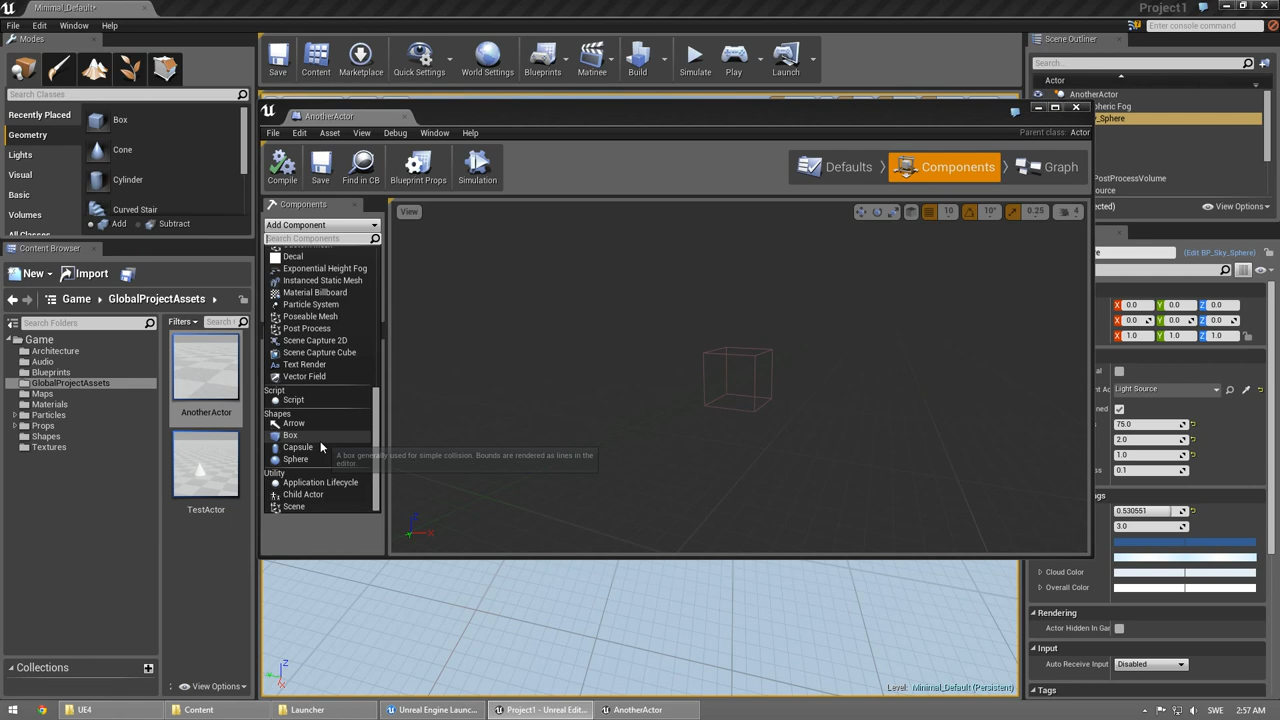 Minimal_Default*
Project1
File Edit Window Help
Enter console command
Modes
Search Classes
Recently Placed
Geometry
Lights
Visual
Basic
Volumes
All Classes
Box
Cone
Cylinder
Curved Stair
Add Subtract
Save Content Marketplace Quick Settings World Settings Blueprints Matinee Build Simulate Play Launch
Scene Outliner
Search...
Actor
AnotherActor
spheric Fog
y_Sphere
PostProcessVolume
ource
ected)
View Options
AnotherActor
File Edit Asset View Debug Window Help
Parent class: Actor
Compile Save Find in CB Blueprint Props Simulation
Defaults Components Graph
Components
Add Component
Search Components
Decal
Exponential Height Fog
Instanced Static Mesh
Material Billboard
Particle System
Poseable Mesh
Post Process
Scene Capture 2D
Scene Capture Cube
Text Render
Vector Field
Script
Script
Shapes
Arrow
Box
Capsule
Sphere
Utility
Application Lifecycle
Child Actor
Scene
View
10 10° 0.25 4
A box generally used for simple collision. Bounds are rendered as lines in the
editor
Z
X
Content Browser
New Import
Game GlobalProjectAssets
Search Folders
Filters Search
Game
Architecture
Audio
Blueprints
GlobalProjectAssets
Maps
Materials
Particles
Props
Shapes
Textures
AnotherActor
TestActor
Collections
View Options
Z
Level: Minimal_Default (Persistent)
(Edit BP_Sky_Sphere)
X 0.0 Y 0.0 Z 0.0
X 0.0 Y 0.0 Z 0.0
X 1.0 Y 1.0 Z 1.0
Light Source
75.0
2.0
1.0
0.1
ngs
0.530551
3.0
Cloud Color
Overall Color
Rendering
Actor Hidden In Gar
Input
Auto Receive Input Disabled
Tags
UE4 Content Launcher Unreal Engine Launc... Project1 - Unreal Edit... AnotherActor SWE 2:57 AM